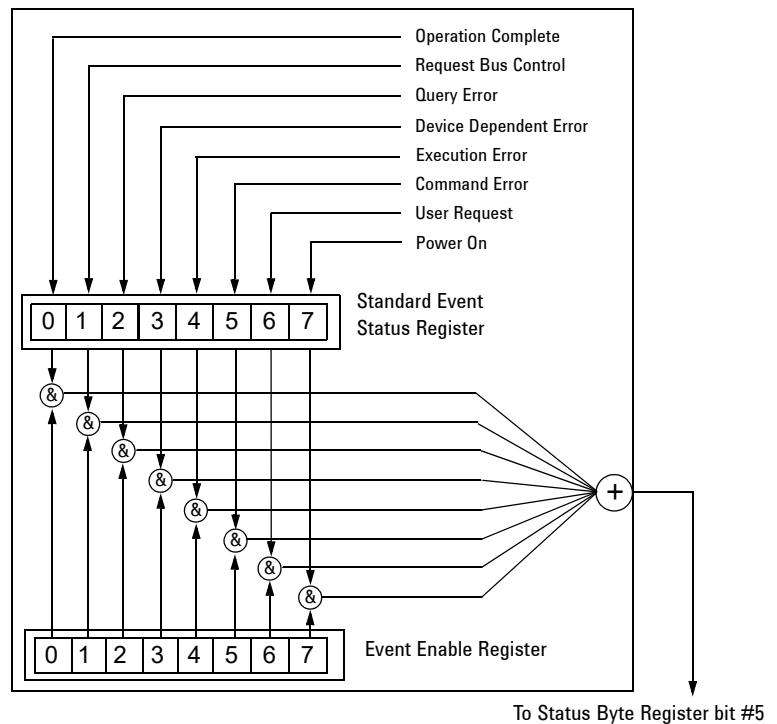 Operation Complete
Request Bus Control
Query Error
Device Dependent Error
Execution Error
Command Error
User Request
Power On
0 1 2 3 4 5 6 7
Standard Event
Status Register
&
&
&
&
&
+
&
&
&
0 1 2 3 4 5 6 7
Event Enable Register
To Status Byte Register bit #5